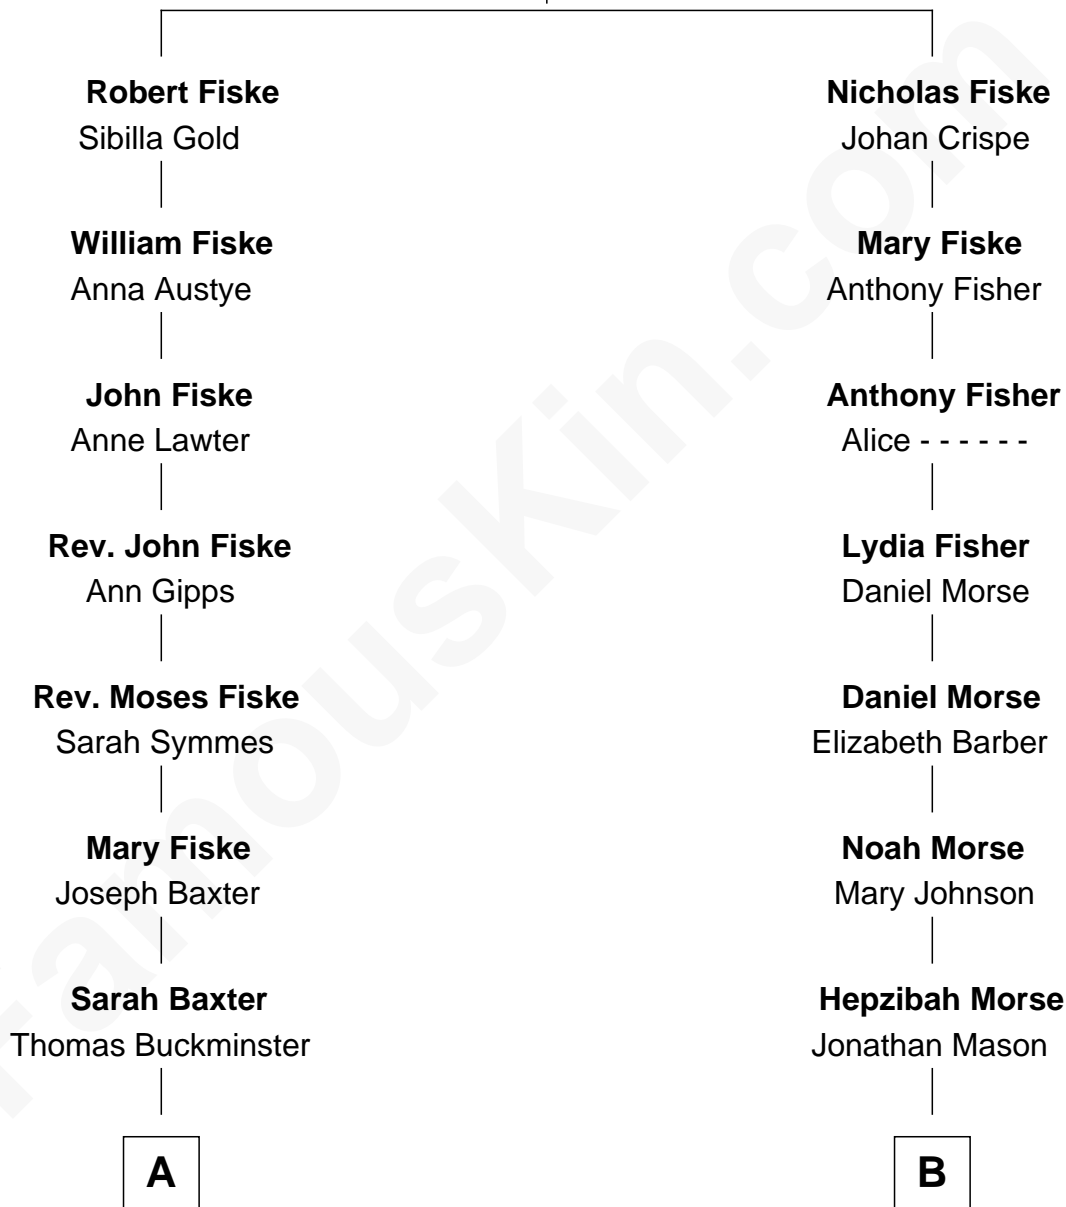 Robert Fiske
Sibilla Gold
William Fiske
Anna Austye
John Fiske
Anne Lawter
Rev. John Fiske
Ann Gipps
Rev. Moses Fiske
Sarah Symmes
Mary Fiske
Joseph Baxter
Sarah Baxter
Thomas Buckminster
A
Nicholas Fiske
Johan Crispe
Mary Fiske
Anthony Fisher
Anthony Fisher
Alice - - - - - -
Lydia Fisher
Daniel Morse
Daniel Morse
Elizabeth Barber
Noah Morse
Mary Johnson
Hepzibah Morse
Jonathan Mason
B
FamousKin.com